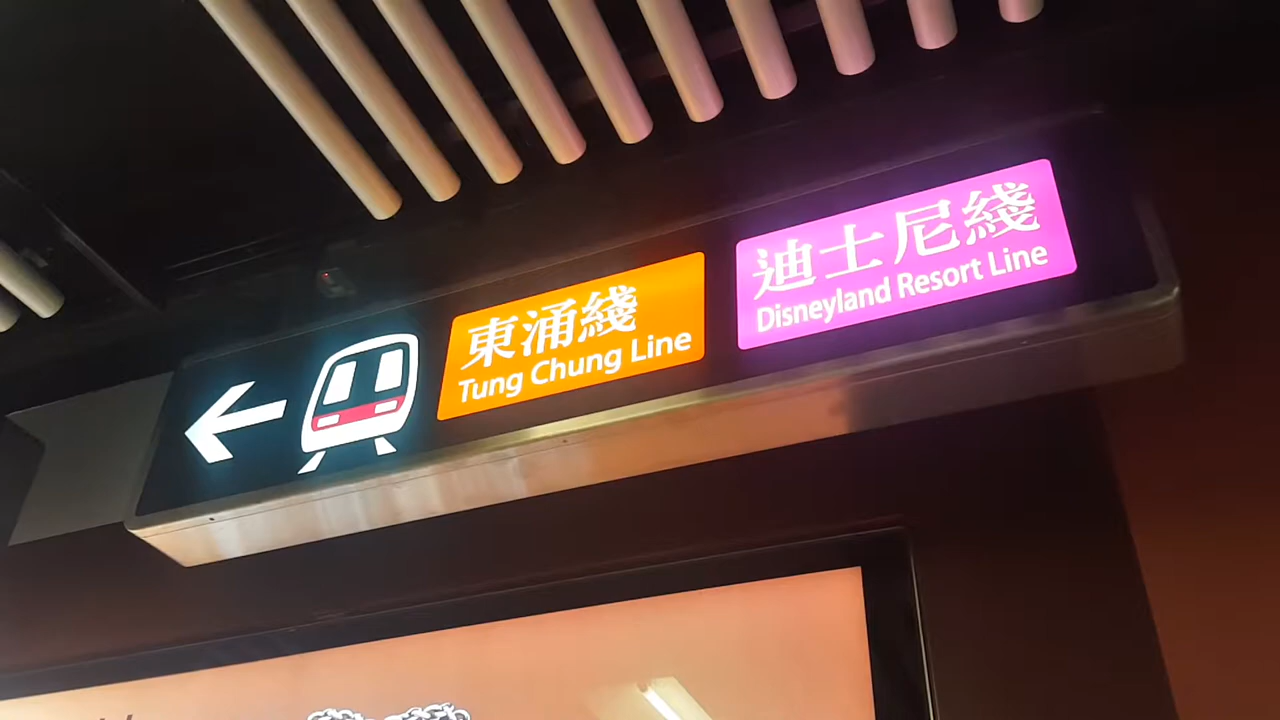 東涌綫
Tung Chung Line
迪士尼綫
Disneyland Resort Line